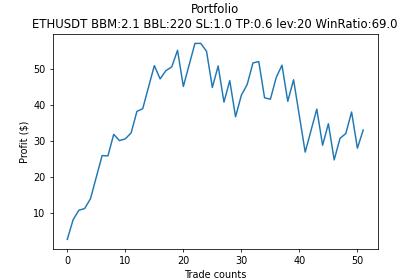 Portfolio
ETHUSDT BBM:2.1 BBL:220 SL:1.0 TP:0.6 lev:20 WinRatio:69.0
50
40
30
20
10
Profit ($)
0 10 20 30 40 50
Trade counts